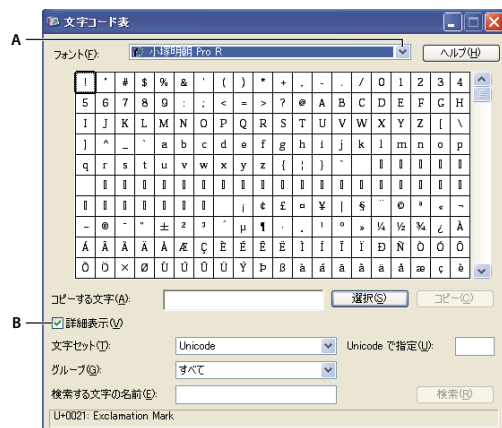 文字コード表
A
フォント(F): 小塚明朝 Pro R ヘルプ(H)
! " # $ % & ' ( ) * + , - . / 0 1 2 3 4
5 6 7 8 9 : ; < = > ? @ A B C D E F G H
I J K L M N O P Q R S T U V W X Y Z [ \
] ^ _ ` a b c d e f g h i j k l m n o p
q r s t u v w x y z { | } ~
¡ ¢ £ ¤ ¥ ¦ § ¨ © ª « ¬
- ® ¯ ° ± ² ³ ´ µ ¶ · ¸ ¹ º » ¼ ½ ¾ ¿ À
Á Â Ã Ä Å Æ Ç È É Ê Ë Ì Í Î Ï Ð Ñ Ò Ó Ô
Õ Ö × Ø Ù Ú Û Ü Ý Þ ß à á â ã ä å æ ç è
コピーする文字(A): 選択(S) コピー(C)
B
詳細表示(V)
文字セット(T): Unicode Unicode で指定(U):
グループ(G): すべて
検索する文字の名前(E): 検索(R)
U+0021: Exclamation Mark